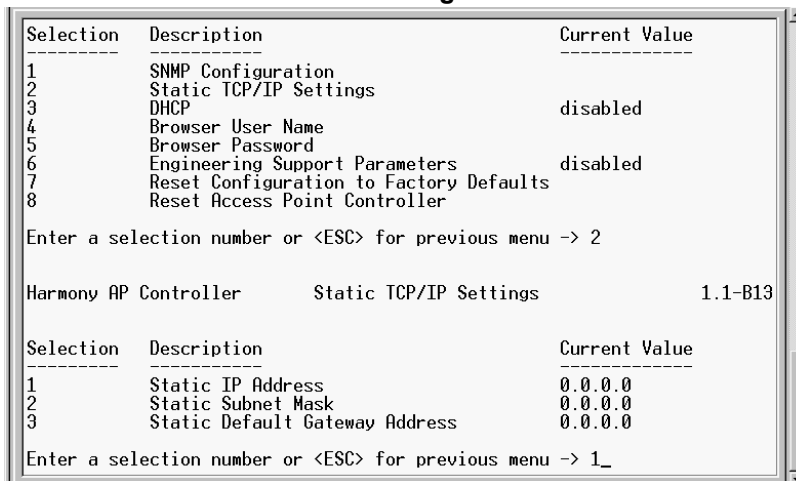 Selection Description Current Value
--------- ----------- -------------
1 SNMP Configuration
2 Static TCP/IP Settings
3 DHCP disabled
4 Browser User Name
5 Browser Password
6 Engineering Support Parameters disabled
7 Reset Configuration to Factory Defaults
8 Reset Access Point Controller
Enter a selection number or <ESC> for previous menu -> 2
Harmony AP Controller Static TCP/IP Settings 1.1-B13
Selection Description Current Value
--------- ----------- -------------
1 Static IP Address 0.0.0.0
2 Static Subnet Mask 0.0.0.0
3 Static Default Gateway Address 0.0.0.0
Enter a selection number or <ESC> for previous menu -> 1_